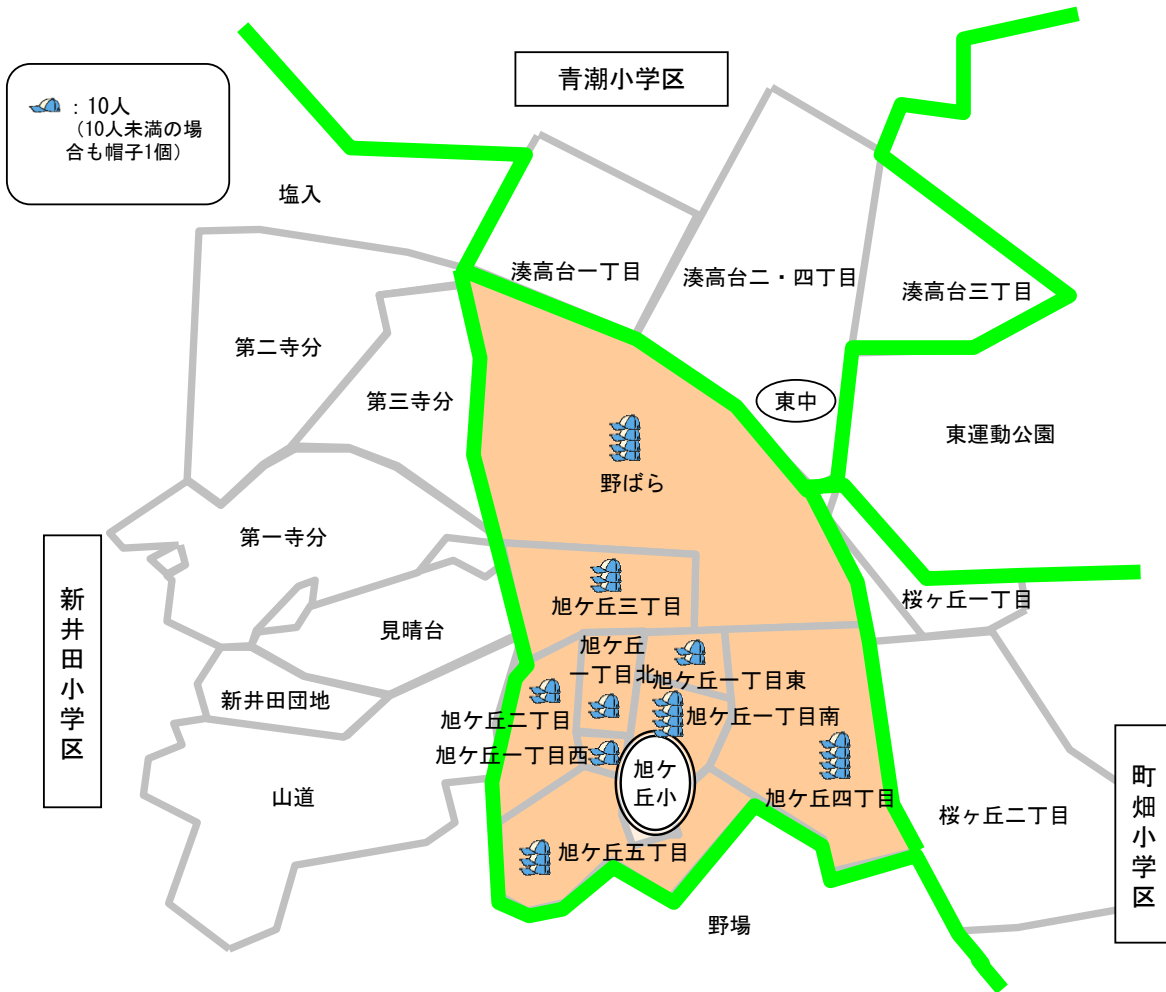 青潮小学区
：10人
（10人未満の場
合も帽子1個）
塩入
湊高台一丁目
湊高台二・四丁目
湊高台三丁目
第二寺分
第三寺分
東中
東運動公園
野ばら
第一寺分
新井田小学区
旭ケ丘三丁目
桜ヶ丘一丁目
見晴台
旭ケ丘
一丁目北
旭ケ丘一丁目東
新井田団地
旭ケ丘二丁目
旭ケ丘一丁目南
旭ケ丘一丁目西
旭ケ
丘小
山道
旭ケ丘四丁目
桜ヶ丘二丁目
町畑小学区
旭ケ丘五丁目
野場